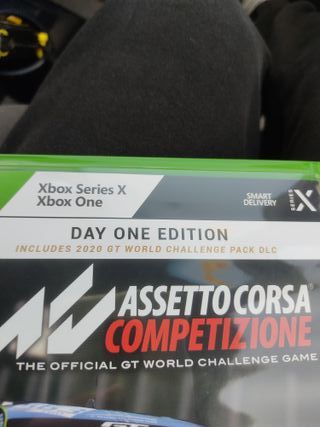 Xbox Series X
Xbox One
SMART
DELIVERY
SERIES X
DAY ONE EDITION
INCLUDES 2020 GT WORLD CHALLENGE PACK DLC
ASSETTO CORSA
COMPETIZIONE
THE OFFICIAL GT WORLD CHALLENGE GAME